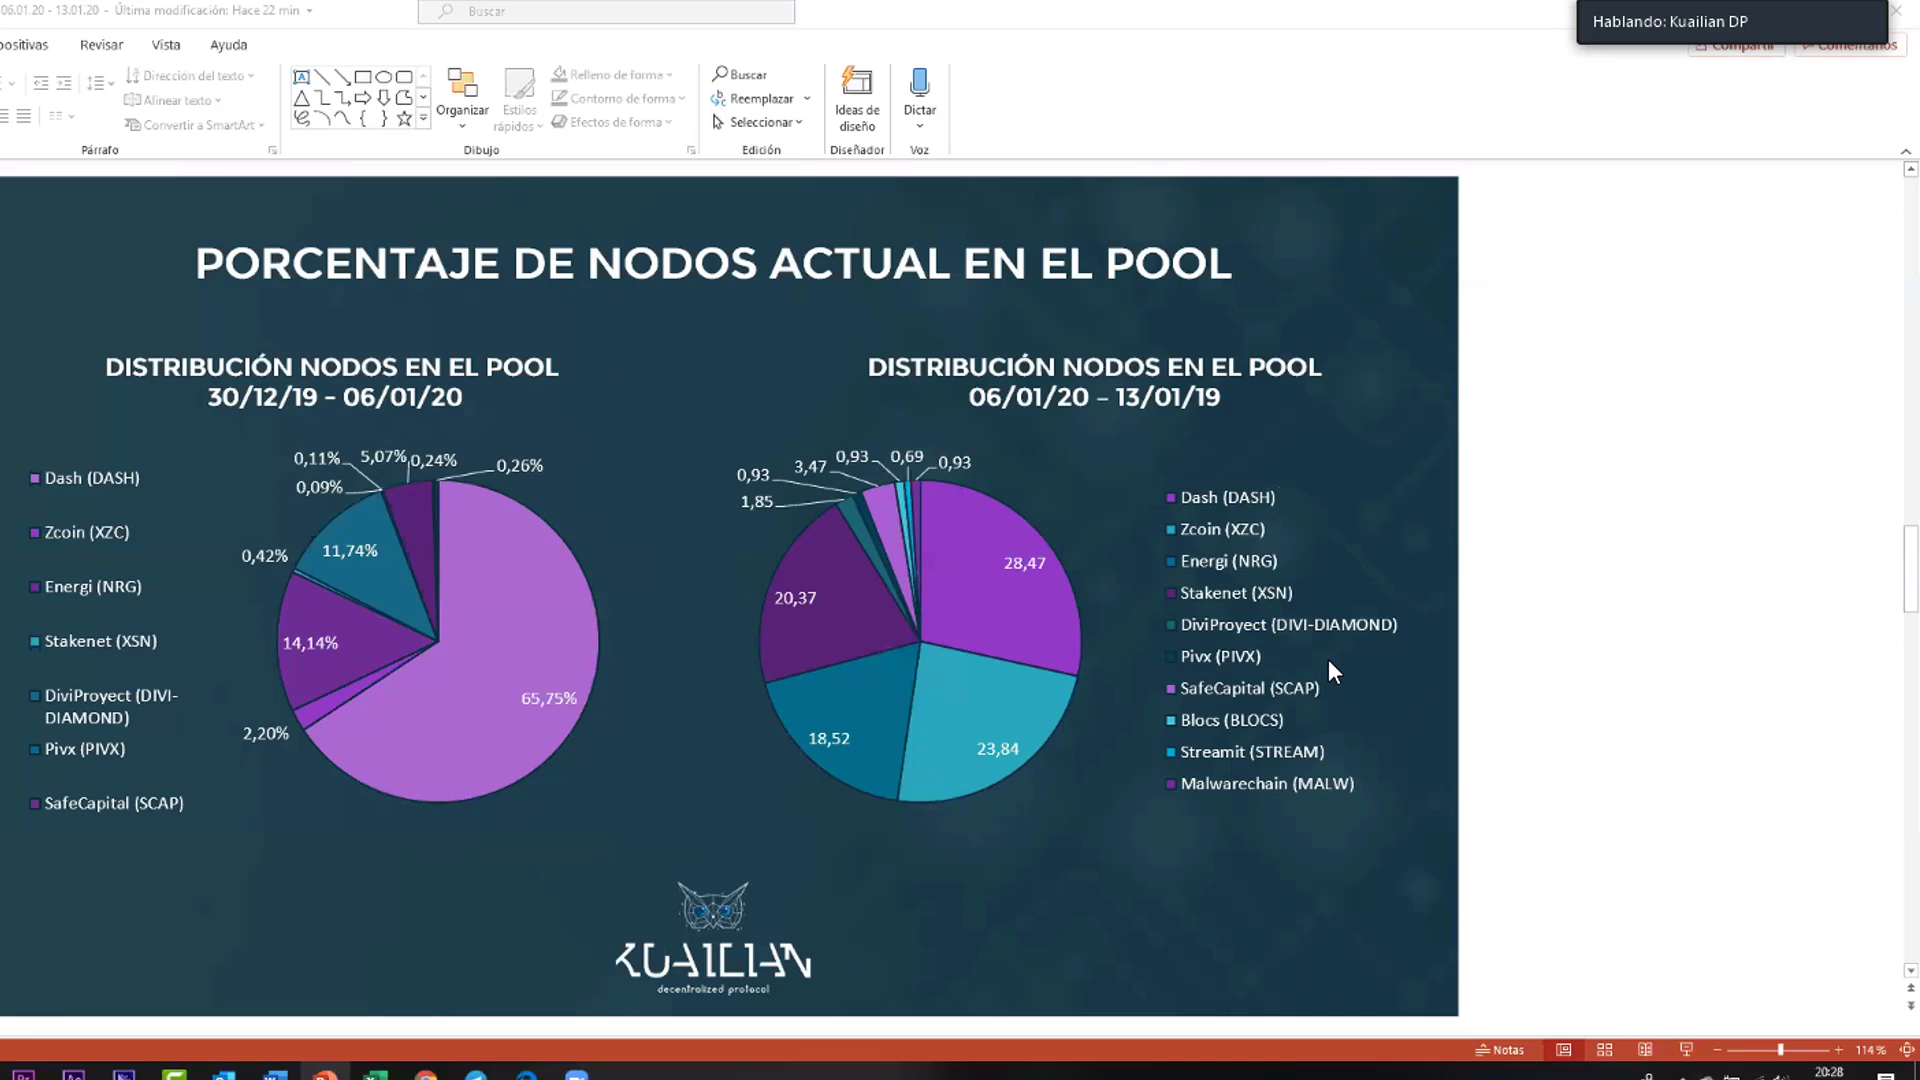 06.01.20 - 13.01.20 - Última modificación: Hace 22 min
Buscar
Hablando: Kuailian DP
Revisar
Vista
Ayuda
Compartir
Comentarios
Dirección del texto
Alinear texto
Convertir a SmartArt
Párrafo
Organizar
Estilos
rápidos
Relleno de forma
Contorno de forma
Efectos de forma
Dibujo
Buscar
Reemplazar
Seleccionar
Edición
Ideas de
diseño
Diseñador
Dictar
Voz
PORCENTAJE DE NODOS ACTUAL EN EL POOL
DISTRIBUCIÓN NODOS EN EL POOL
30/12/19 – 06/01/20
Dash (DASH)
Zcoin (XZC)
Energi (NRG)
Stakenet (XSN)
DiviProyect (DIVI-
DIAMOND)
Pivx (PIVX)
SafeCapital (SCAP)
0,11%
5,07%
0,24%
0,26%
0,09%
0,42%
11,74%
14,14%
2,20%
65,75%
DISTRIBUCIÓN NODOS EN EL POOL
06/01/20 – 13/01/19
0,93
3,47
0,93
0,69
0,93
1,85
20,37
28,47
18,52
23,84
Dash (DASH)
Zcoin (XZC)
Energi (NRG)
Stakenet (XSN)
DiviProyect (DIVI-DIAMOND)
Pivx (PIVX)
SafeCapital (SCAP)
Blocs (BLOCS)
Streamit (STREAM)
Malwarechain (MALW)
KUAILIAN
decentralized protocol
Notas
114 %
20:28